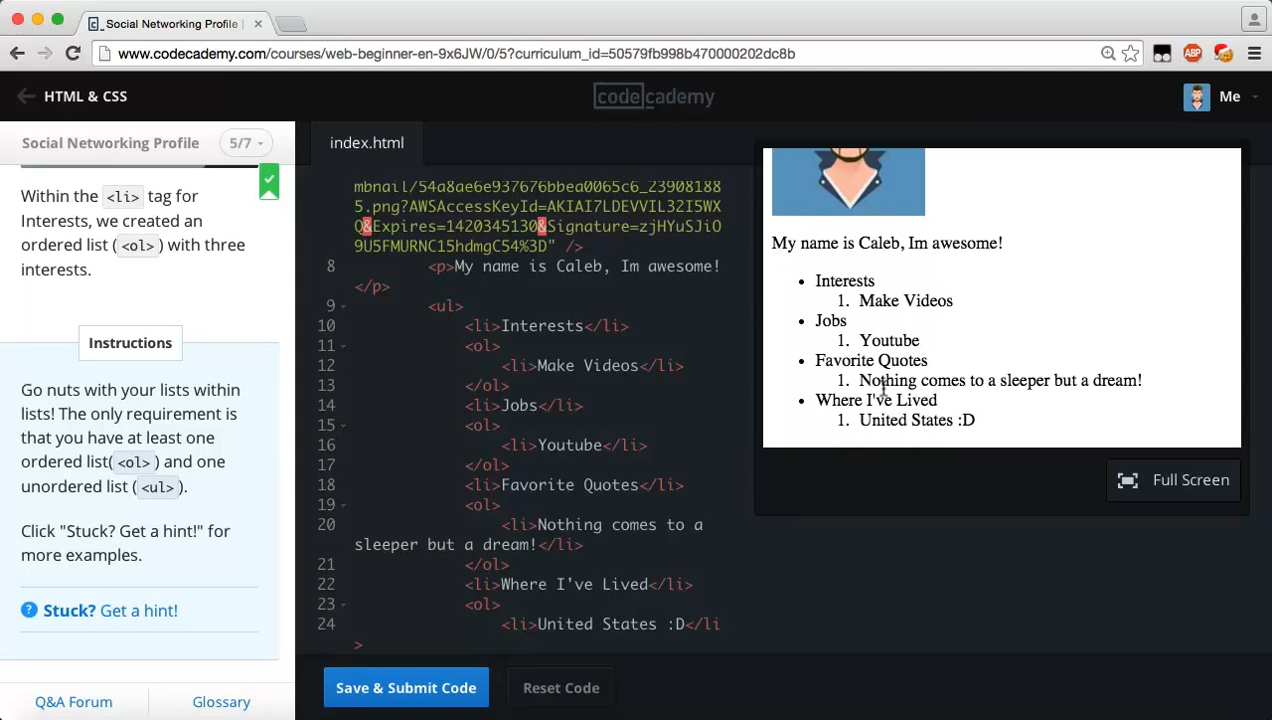 Social Networking Profile |
www.codecademy.com/courses/web-beginner-en-9x6JW/0/5?curriculum_id=50579fb998b470000202dc8b
ABP
HTML & CSS
codecademy
Me
Social Networking Profile
5/7
index.html
Within the <li> tag for
Interests, we created an
ordered list (<ol>) with three
interests.
Instructions
Go nuts with your lists within
lists! The only requirement is
that you have at least one
ordered list(<ol>) and one
unordered list (<ul>).
Click "Stuck? Get a hint!" for
more examples.
? Stuck? Get a hint!
Q&A Forum
Glossary
mbnail/54a8ae6e937676bbea0065c6_23908188
5.png?AWSAccessKeyId=AKIAI7LDEVVIL32I5WX
Q&Expires=1420345130&Signature=zjHYuSJiO
9U5FMURNC15hdmgC54%3D" />
8 <p>My name is Caleb, Im awesome!
</p>
9 <ul>
10 <li>Interests</li>
11 <ol>
12 <li>Make Videos</li>
13 </ol>
14 <li>Jobs</li>
15 <ol>
16 <li>Youtube</li>
17 </ol>
18 <li>Favorite Quotes</li>
19 <ol>
20 <li>Nothing comes to a
sleeper but a dream!</li>
21 </ol>
22 <li>Where I've Lived</li>
23 <ol>
24 <li>United States :D</li
>
Save & Submit Code
Reset Code
My name is Caleb, Im awesome!
• Interests
1. Make Videos
• Jobs
1. Youtube
• Favorite Quotes
1. Nothing comes to a sleeper but a dream!
• Where I've Lived
1. United States :D
Full Screen